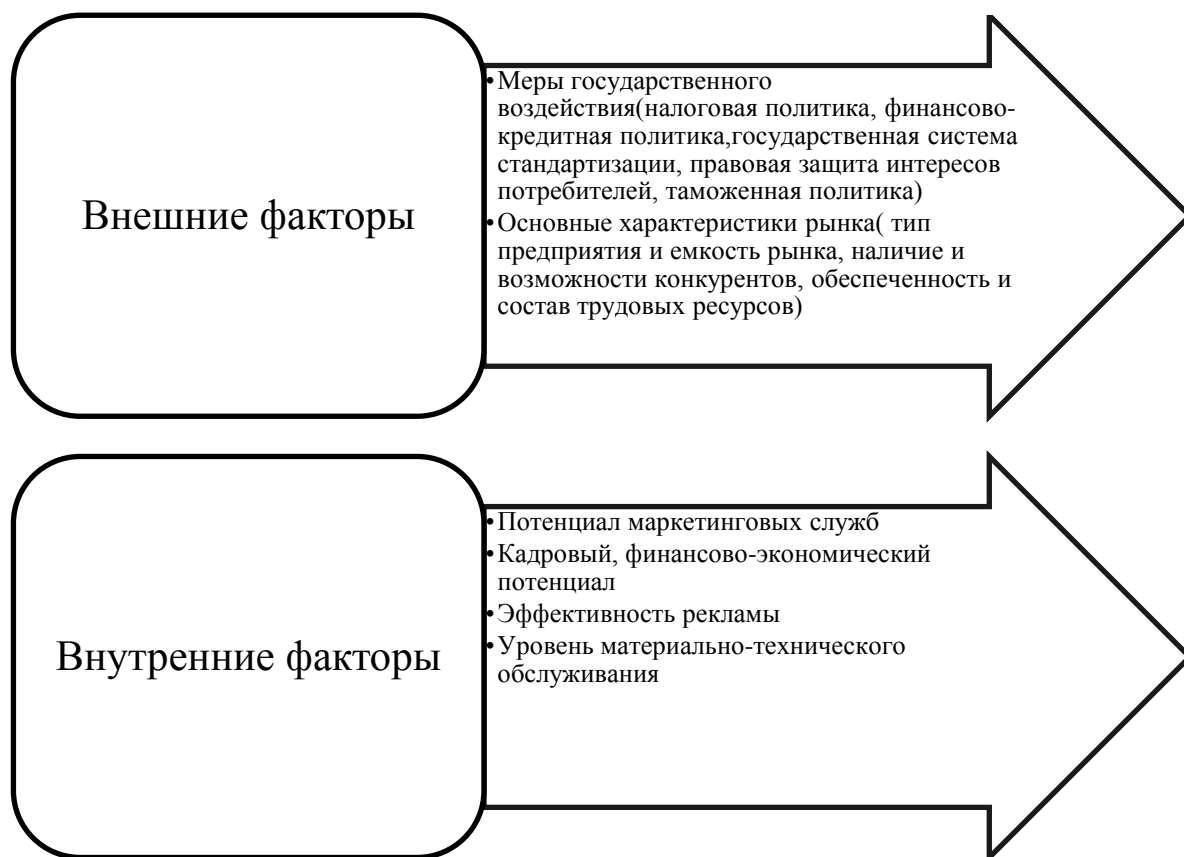 Внешние факторы
•Меры государственного
воздействия(налоговая политика, финансово-
кредитная политика,государственная система
стандартизации, правовая защита интересов
потребителей, таможенная политика)
•Основные характеристики рынка( тип
предприятия и емкость рынка, наличие и
возможности конкурентов, обеспеченность и
состав трудовых ресурсов)
Внутренние факторы
•Потенциал маркетинговых служб
•Кадровый, финансово-экономический
потенциал
•Эффективность рекламы
•Уровень материально-технического
обслуживания